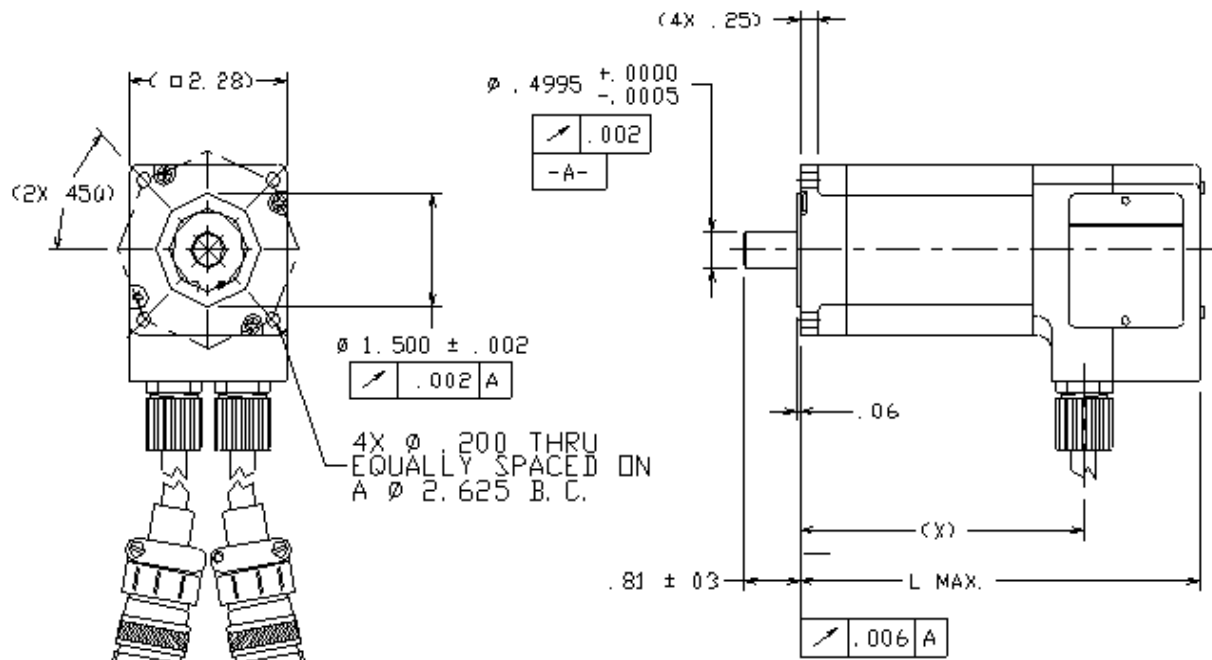 (4X .25)
(□2.28)
Ø .4995 +.0000
-.0005
.002
-A-
(2X 45
Ø 1.500 ± .002
.002 A
.06
4X Ø .200 THRU
EQUALLY SPACED ON
A Ø 2.625 B.C.
(X)
.81 ± 03
L MAX.
.006 A